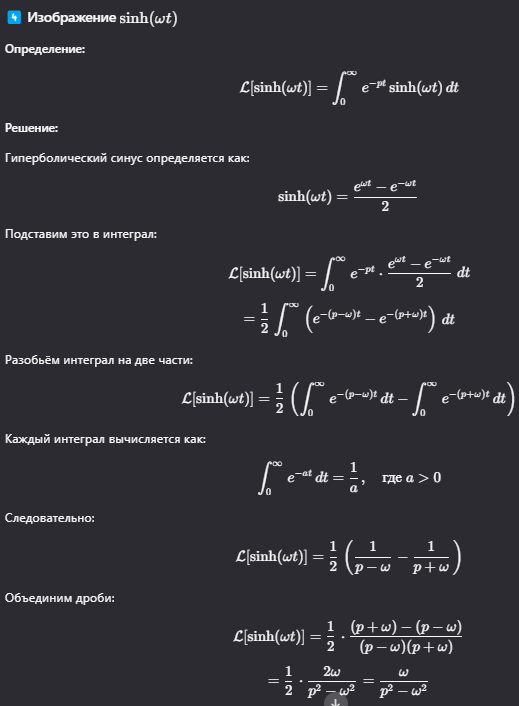 4 Изображение sinh(ωt)
Определение:
ℒ[sinh(ωt)] = ∫₀^∞ e^{−pt} sinh(ωt) dt
Решение:
Гиперболический синус определяется как:
sinh(ωt) = (e^{ωt} − e^{−ωt})/2
Подставим это в интеграл:
ℒ[sinh(ωt)] = ∫₀^∞ e^{−pt} · (e^{ωt} − e^{−ωt})/2 dt
= 1/2 ∫₀^∞ (e^{−(p−ω)t} − e^{−(p+ω)t}) dt
Разобьём интеграл на две части:
ℒ[sinh(ωt)] = 1/2 (∫₀^∞ e^{−(p−ω)t} dt − ∫₀^∞ e^{−(p+ω)t} dt)
Каждый интеграл вычисляется как:
∫₀^∞ e^{−at} dt = 1/a, где a > 0
Следовательно:
ℒ[sinh(ωt)] = 1/2 (1/(p − ω) − 1/(p + ω))
Объединим дроби:
ℒ[sinh(ωt)] = 1/2 · ((p + ω) − (p − ω))/((p − ω)(p + ω))
= 1/2 · 2ω/(p² − ω²) = ω/(p² − ω²)